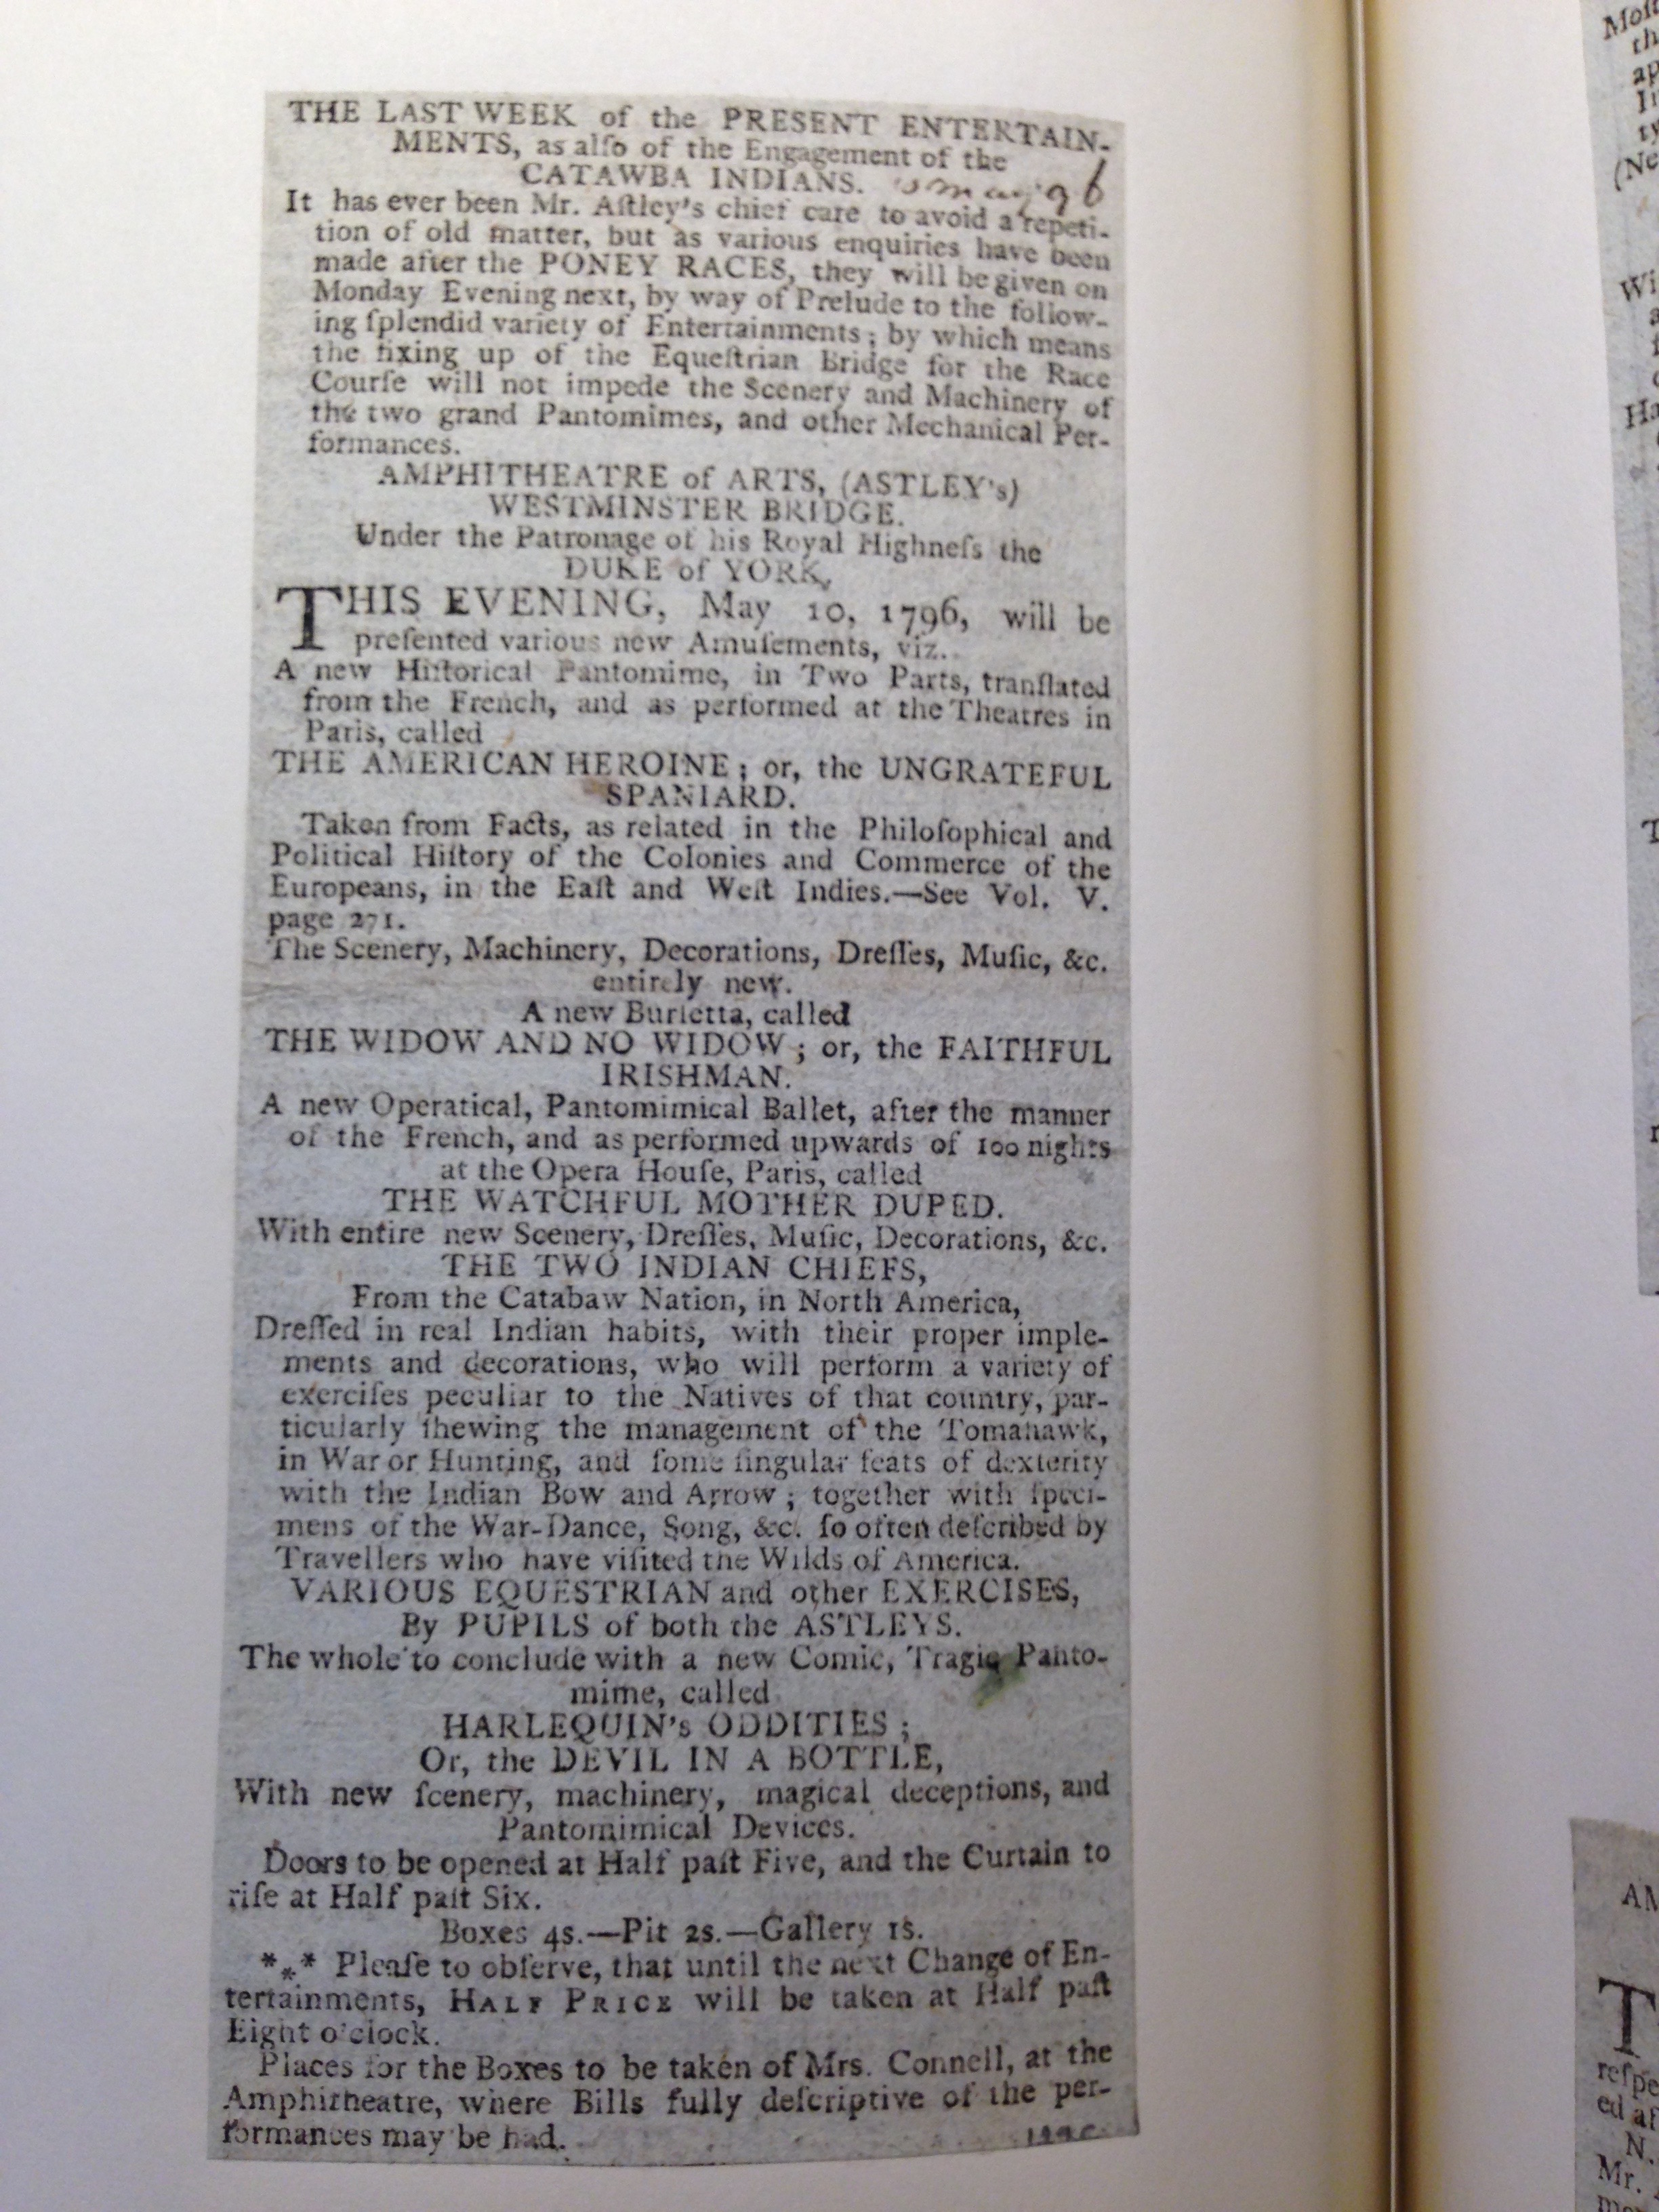 THE LAST WEEK of the PRESENT ENTERTAIN-
MENTS, as alſo of the Engagement of the
CATAWBA INDIANS.
It has ever been Mr. Aſtley's chief care to avoid a repeti-
tion of old matter, but as various enquiries have been
made after the PONEY RACES, they will be given on
Monday Evening next, by way of Prelude to the follow-
ing ſplendid variety of Entertainments; by which means
the fixing up of the Equeſtrian Bridge for the Race
Courſe will not impede the Scenery and Machinery of
the two grand Pantomimes, and other Mechanical Per-
formances.
AMPHITHEATRE of ARTS, (ASTLEY's)
WESTMINSTER BRIDGE.
Under the Patronage of his Royal Highneſs the
DUKE of YORK,
THIS EVENING, May 10, 1796, will be
preſented various new Amuſements, viz.
A new Hiſtorical Pantomime, in Two Parts, tranſlated
from the French, and as performed at the Theatres in
Paris, called
THE AMERICAN HEROINE; or, the UNGRATEFUL
SPANIARD.
Taken from Facts, as related in the Philoſophical and
Political Hiſtory of the Colonies and Commerce of the
Europeans, in the Eaſt and Weſt Indies.—See Vol. V.
page 271.
The Scenery, Machinery, Decorations, Dreſſes, Muſic, &c.
entirely new.
A new Burletta, called
THE WIDOW AND NO WIDOW; or, the FAITHFUL
IRISHMAN.
A new Operatical, Pantomimical Ballet, after the manner
of the French, and as performed upwards of 100 nights
at the Opera Houſe, Paris, called
THE WATCHFUL MOTHER DUPED.
With entire new Scenery, Dreſſes, Muſic, Decorations, &c.
THE TWO INDIAN CHIEFS,
From the Catabaw Nation, in North America,
Dreſſed in real Indian habits, with their proper imple-
ments and decorations, who will perform a variety of
exerciſes peculiar to the Natives of that country, par-
ticularly ſhewing the management of the Tomahawk,
in War or Hunting, and ſome ſingular feats of dexterity
with the Indian Bow and Arrow; together with ſpeci-
mens of the War-Dance, Song, &c. ſo often deſcribed by
Travellers who have viſited the Wilds of America.
VARIOUS EQUESTRIAN and other EXERCISES,
By PUPILS of both the ASTLEYS.
The whole to conclude with a new Comic, Tragic Panto-
mime, called
HARLEQUIN's ODDITIES;
Or, the DEVIL IN A BOTTLE,
With new ſcenery, machinery, magical deceptions, and
Pantomimical Devices.
Doors to be opened at Half paſt Five, and the Curtain to
riſe at Half paſt Six.
Boxes 4s.—Pit 2s.—Gallery 1s.
*⁎* Pleaſe to obſerve, that until the next Change of En-
tertainments, HALF PRICE will be taken at Half paſt
Eight o'clock.
Places for the Boxes to be taken of Mrs. Connell, at the
Amphitheatre, where Bills fully deſcriptive of the per-
formances may be had.